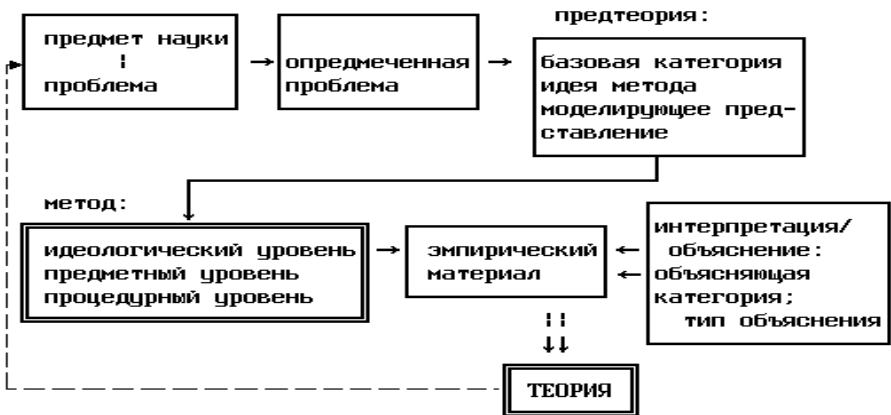 предтеория:
предмет науки
проблема
опредмеченная
проблема
базовая категория
идея метода
моделирующее пред-
ставление
метод:
идеологический уровень
предметный уровень
процедурный уровень
эмпирический
материал
интерпретация/
объяснение:
объясняющая
категория;
тип объяснения
ТЕОРИЯ